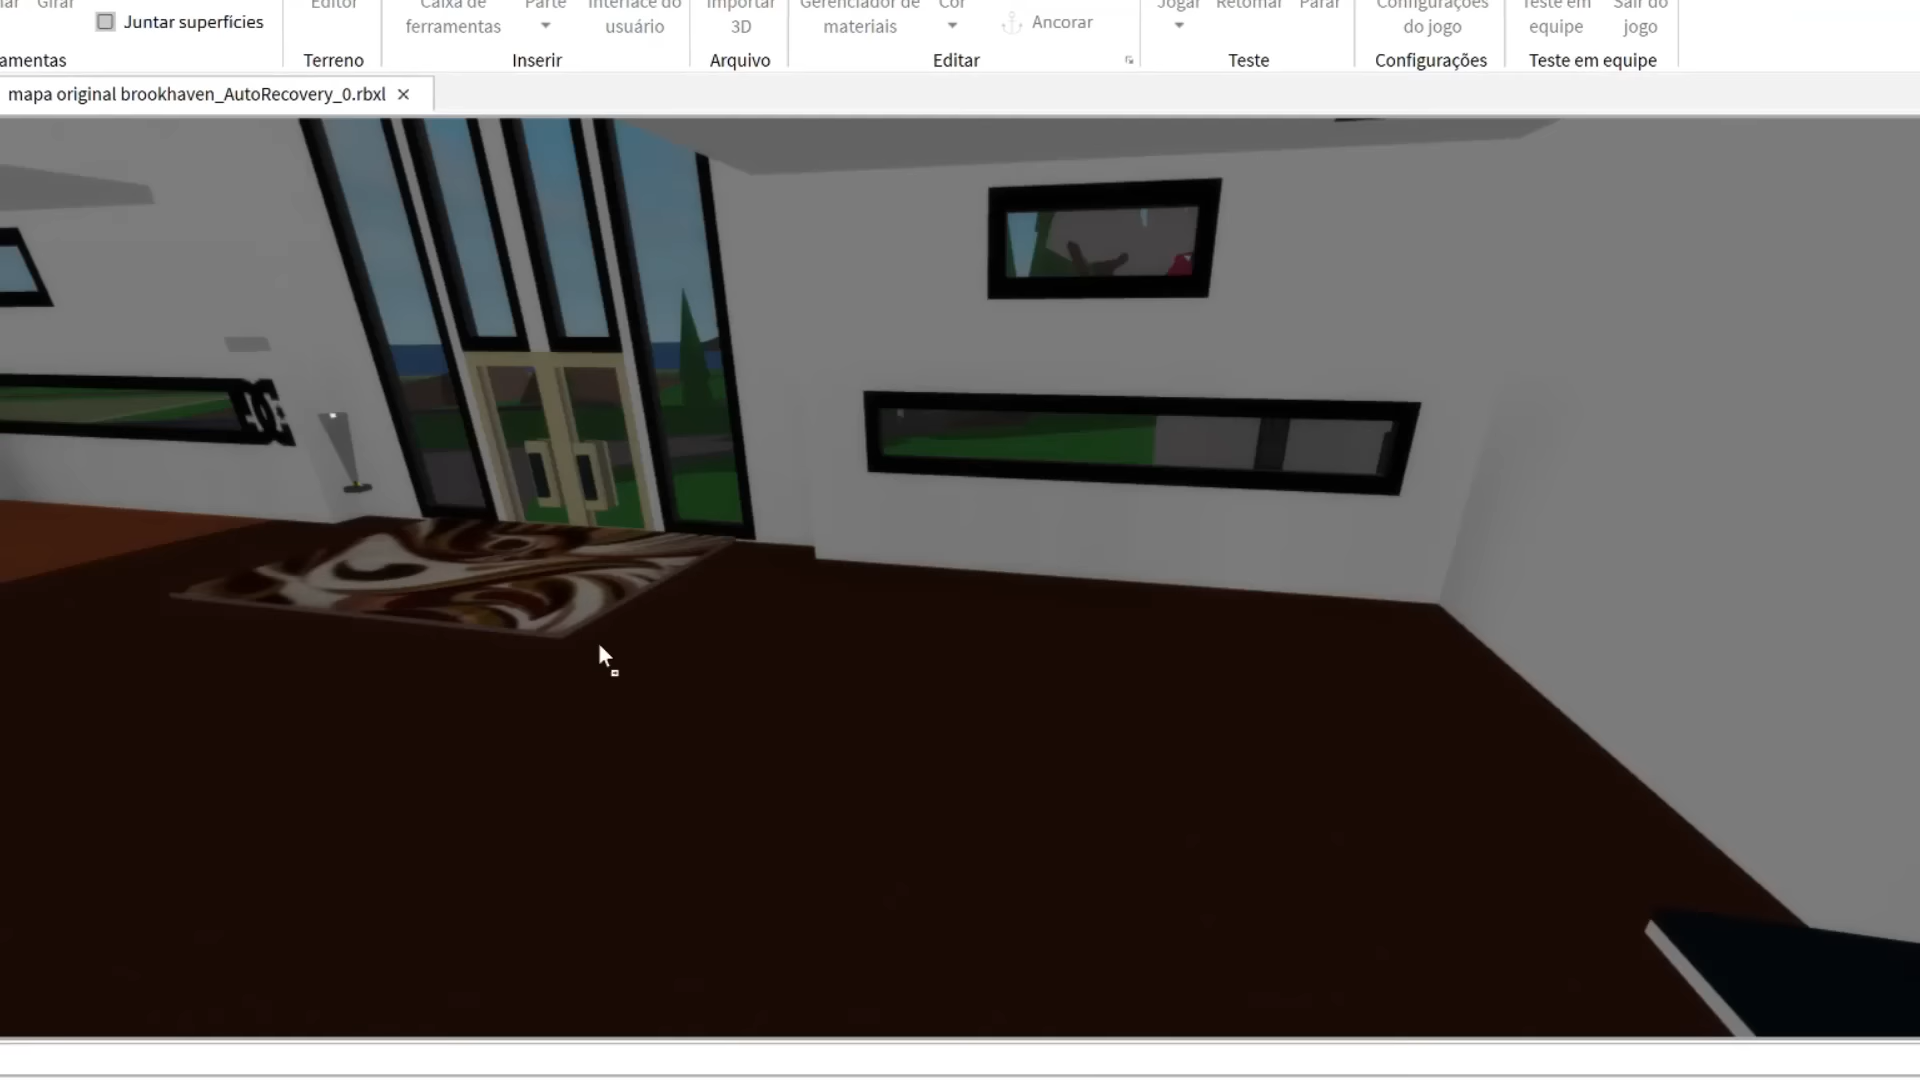 Girar
Juntar superfícies
Editor
Terreno
Caixa de
ferramentas
Parte
Interface do
usuário
Inserir
Importar
3D
Arquivo
Gerenciador de
materiais
Cor
Ancorar
Editar
Jogar
Retomar
Parar
Teste
Configurações
do jogo
Configurações
Teste em
equipe
Sair do
jogo
Teste em equipe
mapa original brookhaven_AutoRecovery_0.rbxl